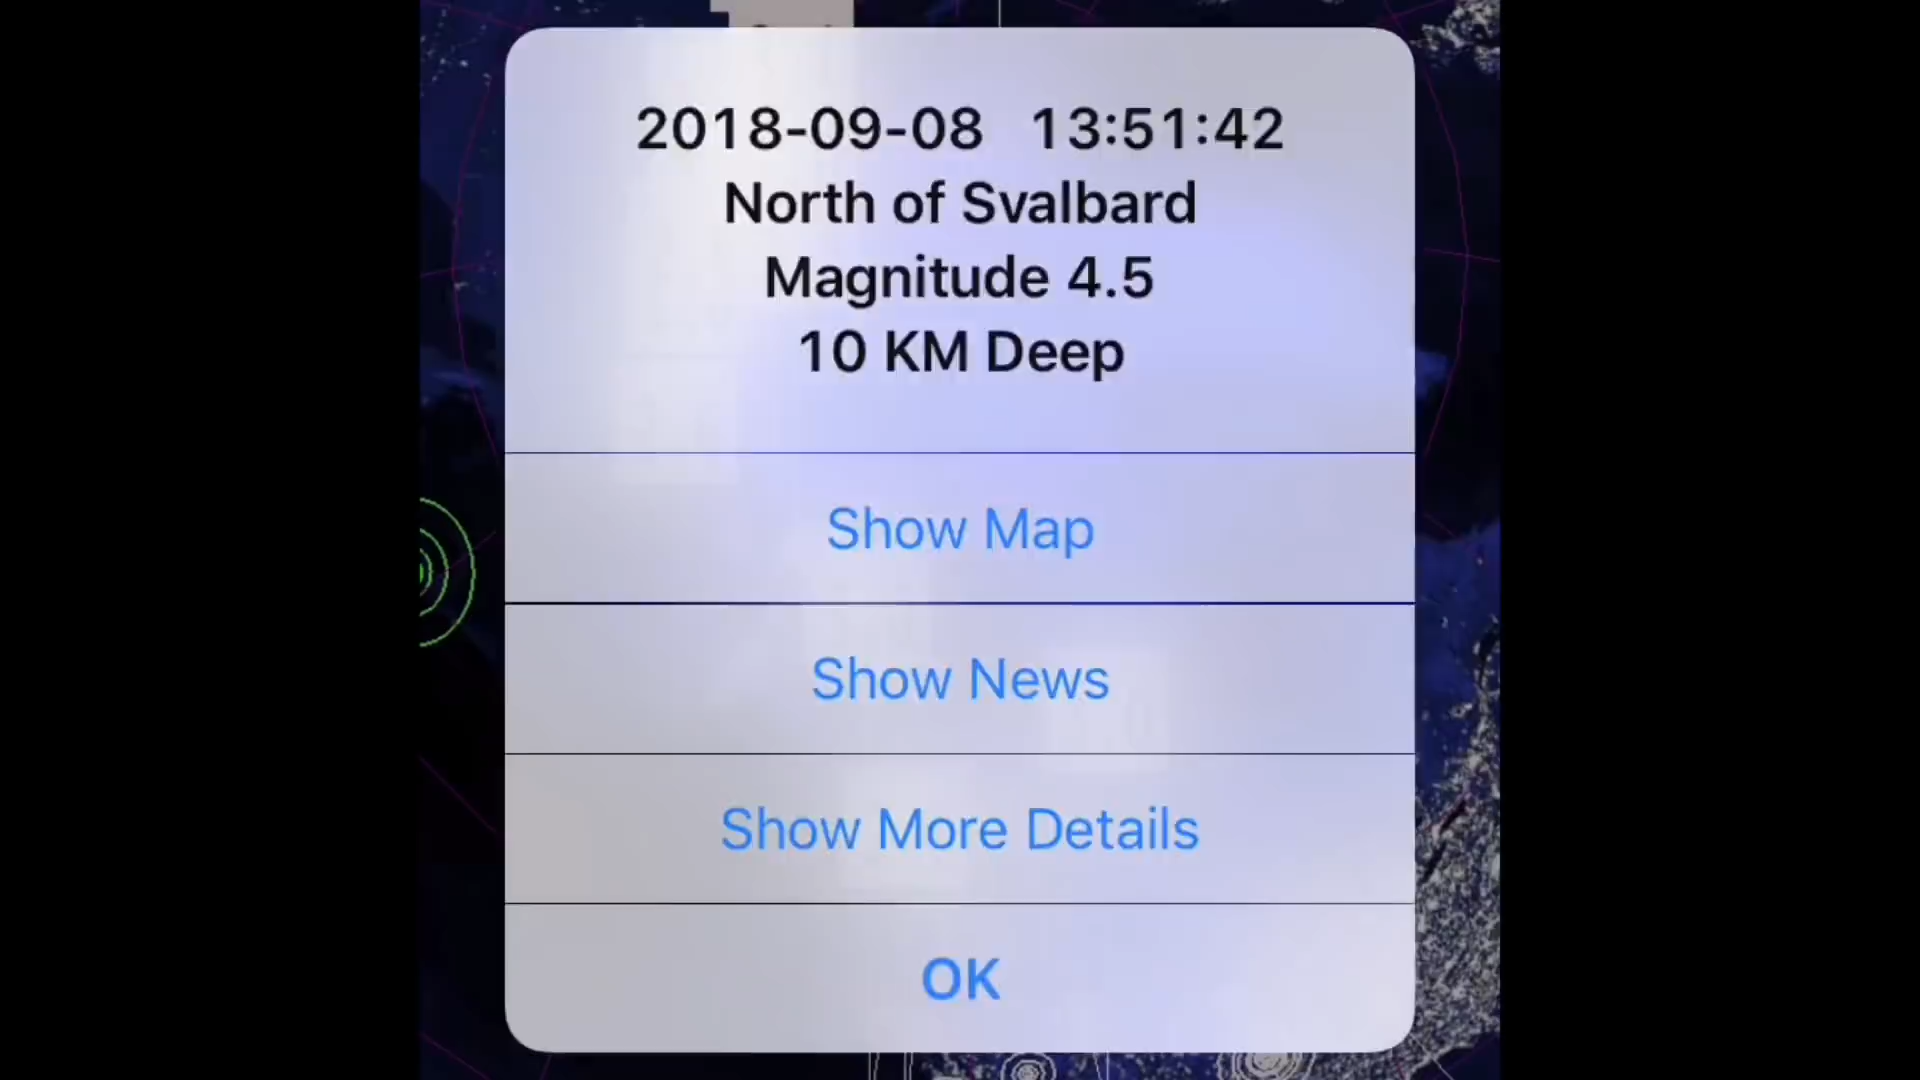 2018-09-08 13:51:42
North of Svalbard
Magnitude 4.5
10 KM Deep
Show Map
Show News
Show More Details
OK